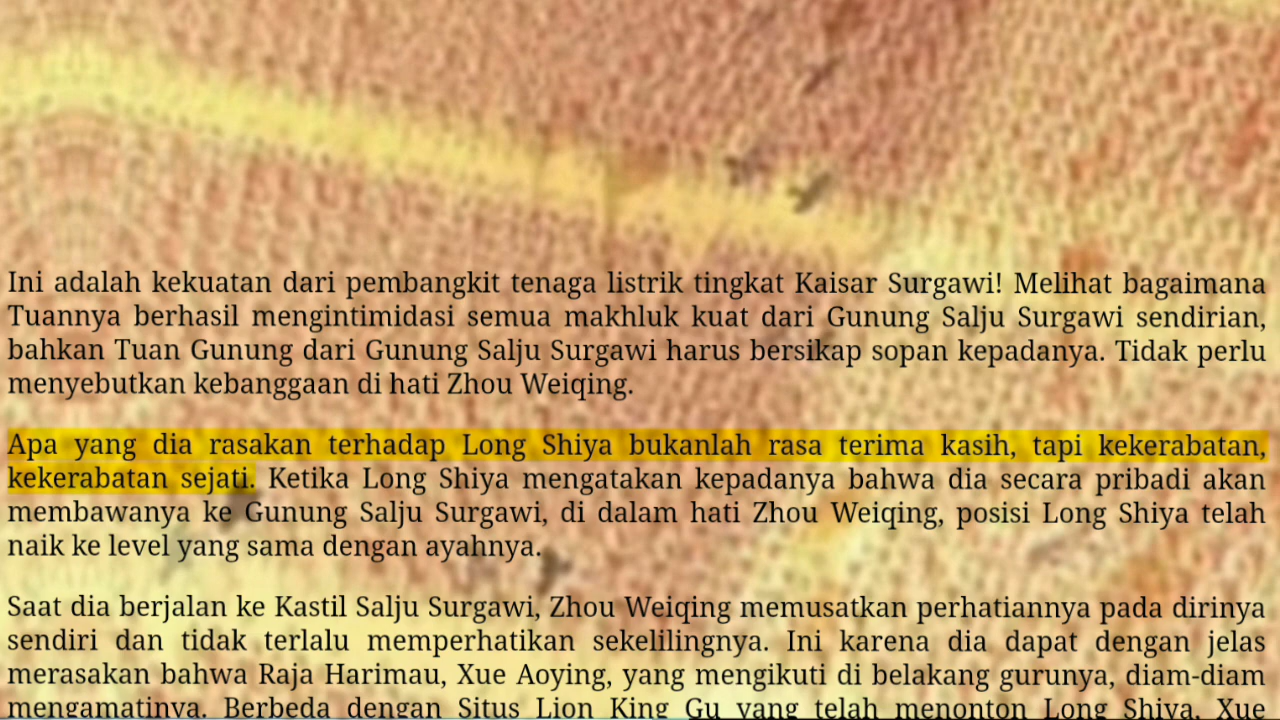 Ini adalah kekuatan dari pembangkit tenaga listrik tingkat Kaisar Surgawi! Melihat bagaimana
Tuannya berhasil mengintimidasi semua makhluk kuat dari Gunung Salju Surgawi sendirian,
bahkan Tuan Gunung dari Gunung Salju Surgawi harus bersikap sopan kepadanya. Tidak perlu
menyebutkan kebanggaan di hati Zhou Weiqing.
Apa yang dia rasakan terhadap Long Shiya bukanlah rasa terima kasih, tapi kekerabatan,
kekerabatan sejati. Ketika Long Shiya mengatakan kepadanya bahwa dia secara pribadi akan
membawanya ke Gunung Salju Surgawi, di dalam hati Zhou Weiqing, posisi Long Shiya telah
naik ke level yang sama dengan ayahnya.
Saat dia berjalan ke Kastil Salju Surgawi, Zhou Weiqing memusatkan perhatiannya pada dirinya
sendiri dan tidak terlalu memperhatikan sekelilingnya. Ini karena dia dapat dengan jelas
merasakan bahwa Raja Harimau, Xue Aoying, yang mengikuti di belakang gurunya, diam-diam
mengamatinya. Berbeda dengan Situs Lion King Gu yang telah menonton Long Shiya, Xue